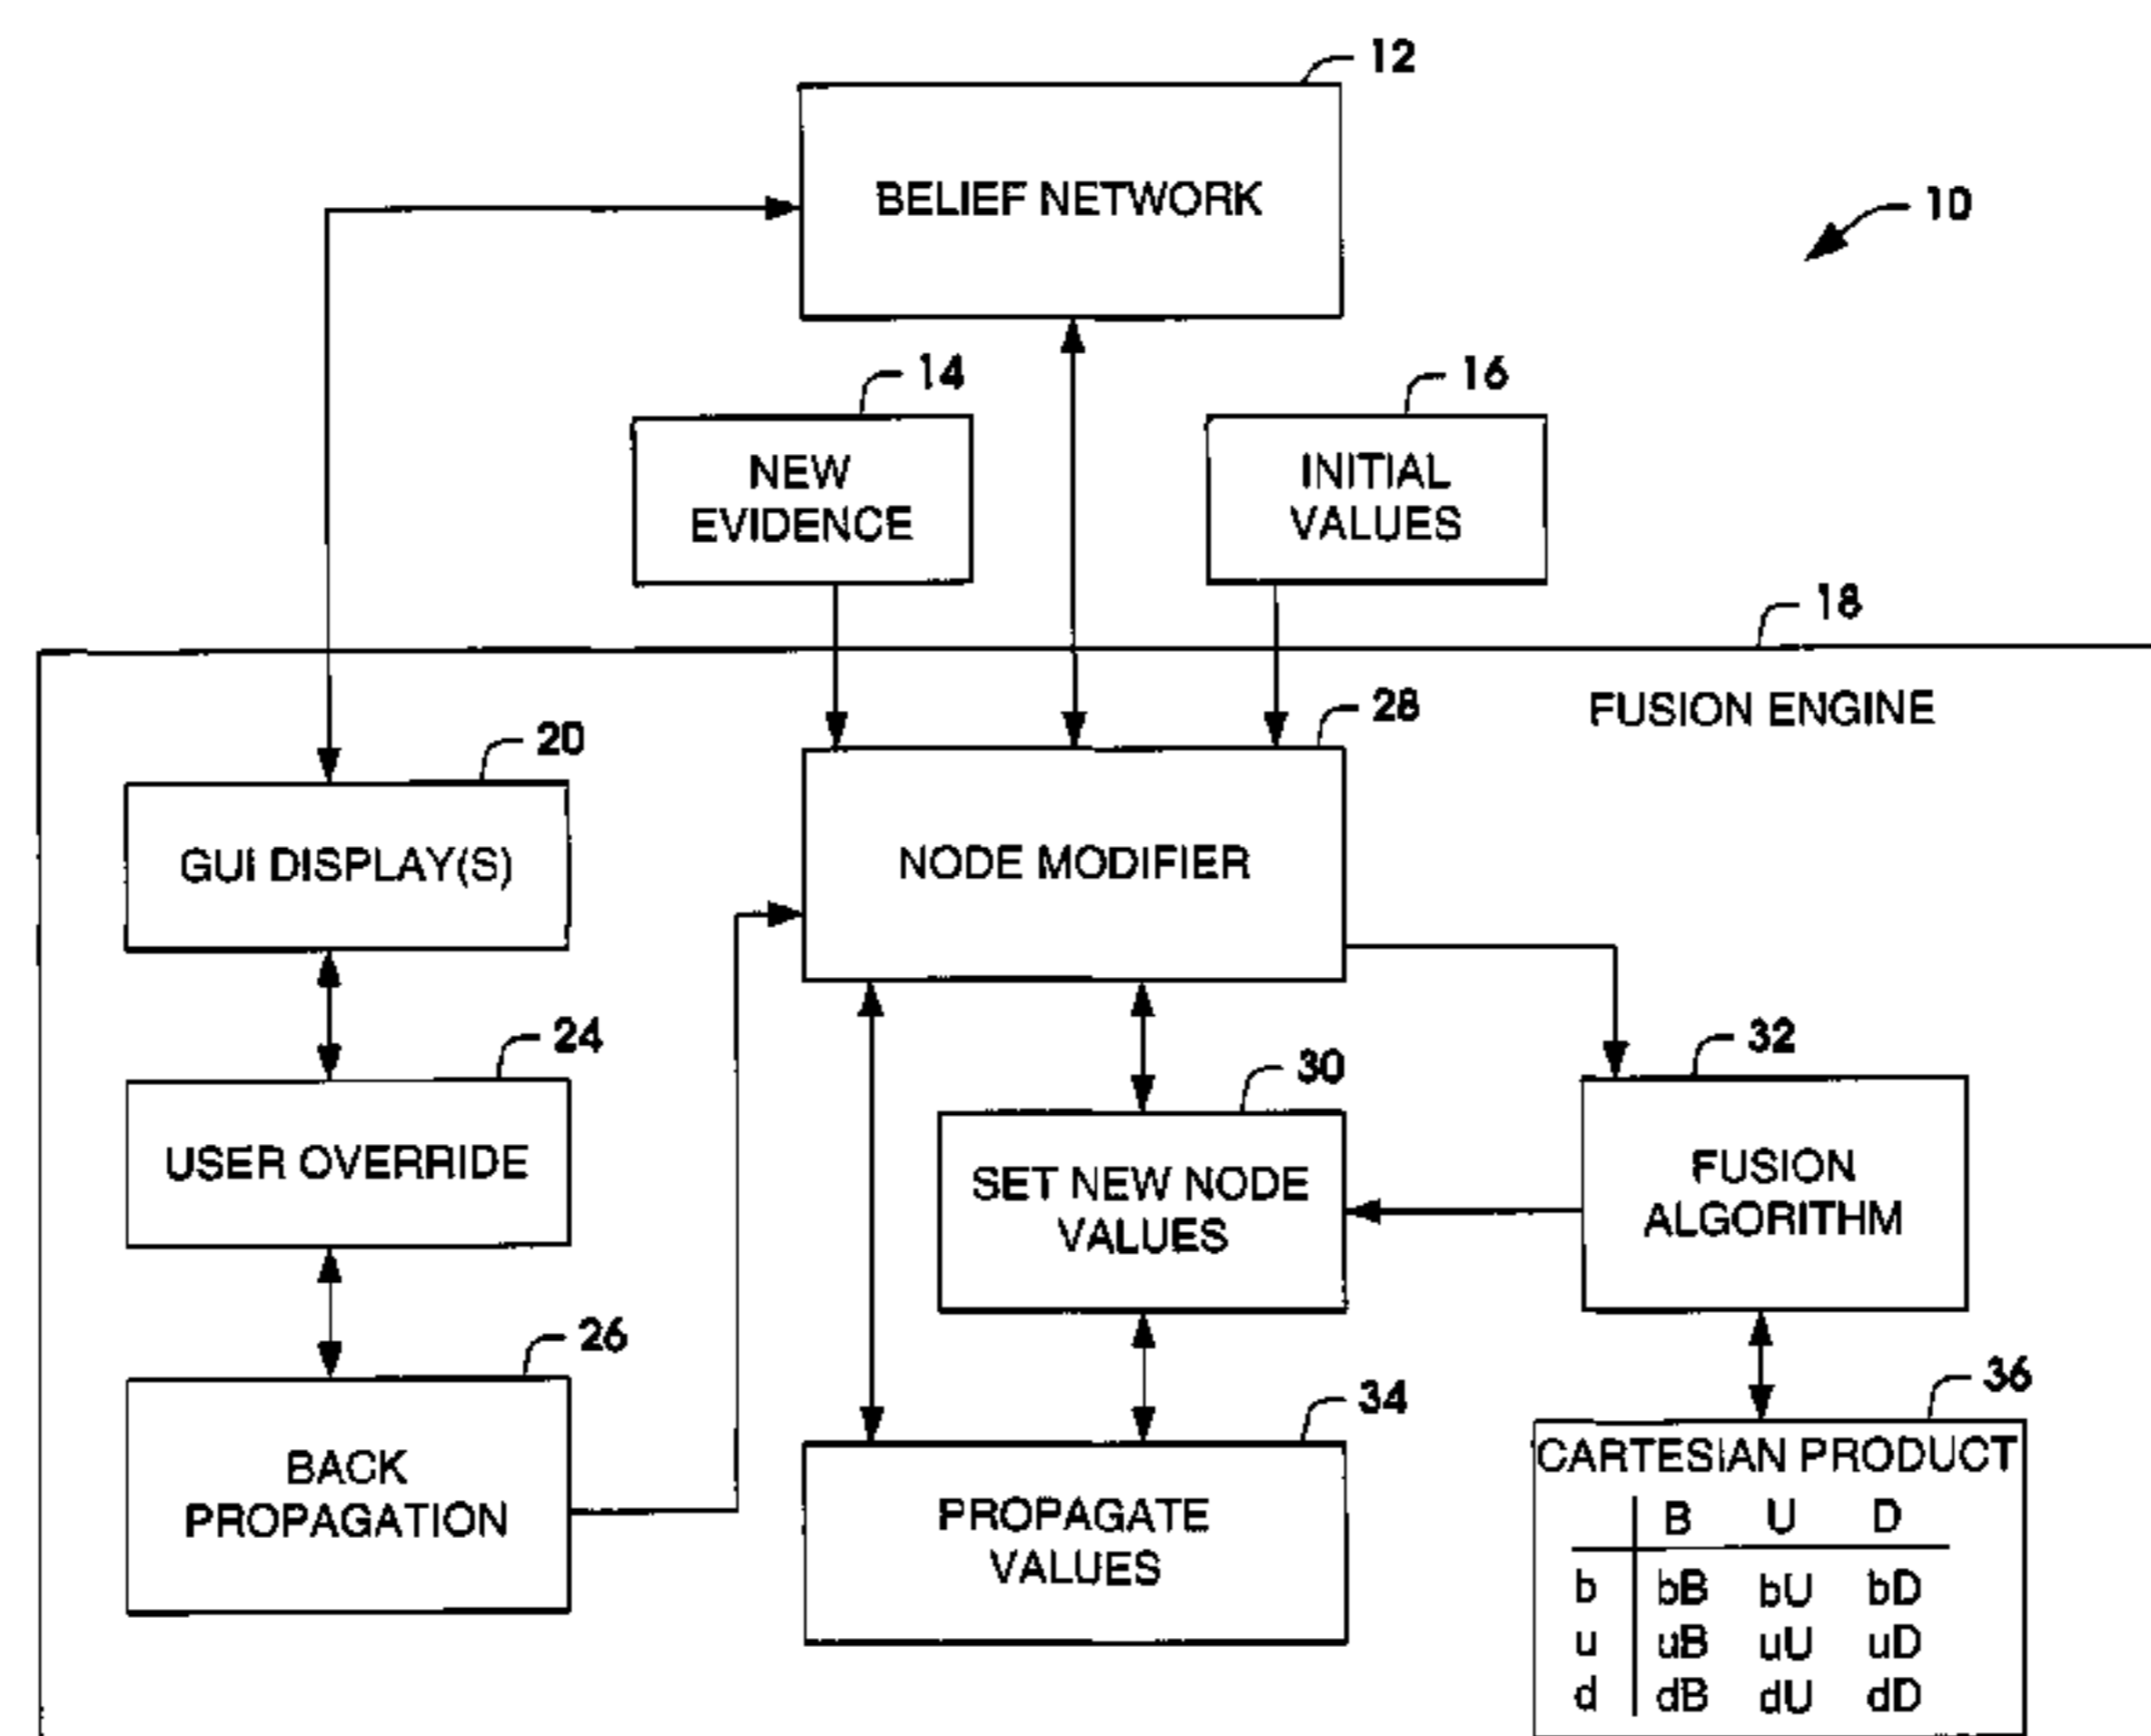 12
BELIEF NETWORK
10
14
NEW
EVIDENCE
16
INITIAL
VALUES
18
FUSION ENGINE
20
GUI DISPLAY(S)
28
NODE MODIFIER
24
USER OVERRIDE
30
SET NEW NODE
VALUES
32
FUSION
ALGORITHM
26
BACK
PROPAGATION
34
PROPAGATE
VALUES
36
CARTESIAN PRODUCT
B U D
b bB bU bD
u uB uU uD
d dB dU dD